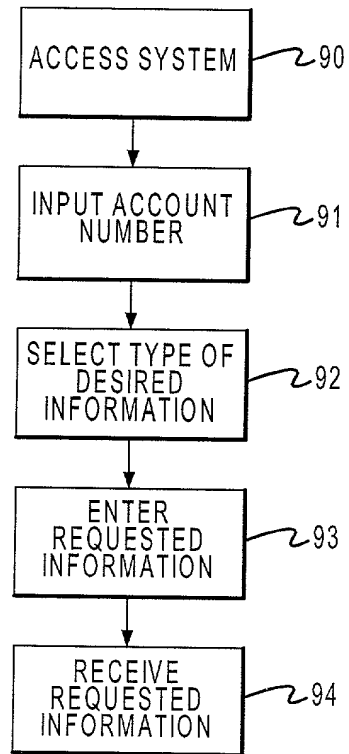 ACCESS SYSTEM
90
INPUT ACCOUNT
NUMBER
91
SELECT TYPE OF
DESIRED
INFORMATION
92
ENTER
REQUESTED
INFORMATION
93
RECEIVE
REQUESTED
INFORMATION
94